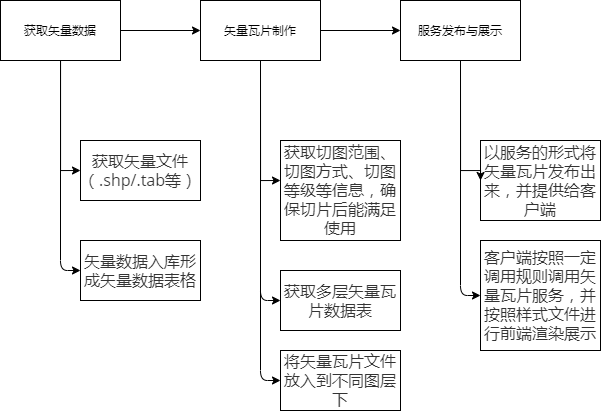 获取矢量数据
矢量瓦片制作
服务发布与展示
获取矢量文件
（.shp/.tab等）
矢量数据入库形
成矢量数据表格
获取切图范围、
切图方式、切图
等级等信息，确
保切片后能满足
使用
获取多层矢量瓦
片数据表
将矢量瓦片文件
放入到不同图层
下
以服务的形式将
矢量瓦片发布出
来，并提供给客
户端
客户端按照一定
调用规则调用矢
量瓦片服务，并
按照样式文件进
行前端渲染展示